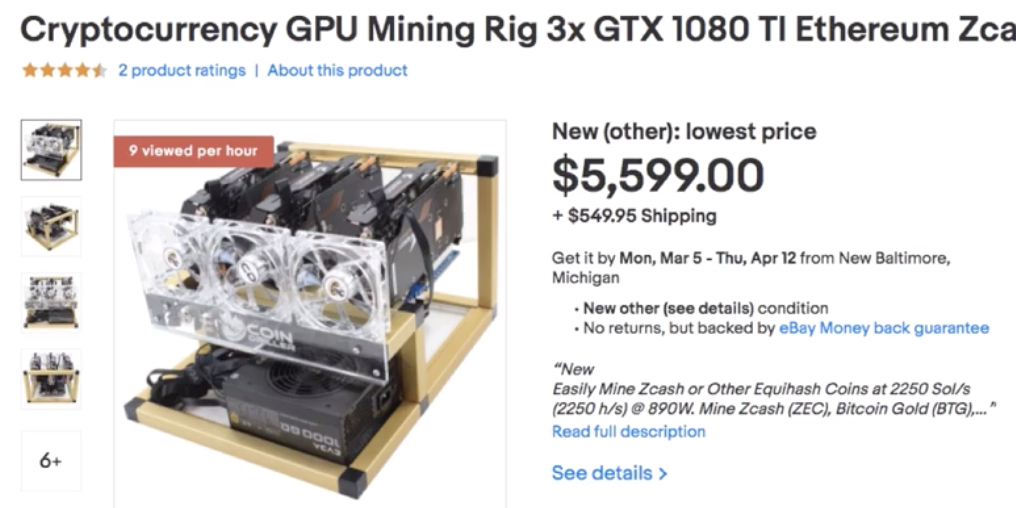 Cryptocurrency GPU Mining Rig 3x GTX 1080 TI Ethereum Zca
2 product ratings | About this product
9 viewed per hour
COIN
6+
New (other): lowest price
$5,599.00
+ $549.95 Shipping
Get it by Mon, Mar 5 - Thu, Apr 12 from New Baltimore,
Michigan
• New other (see details) condition
• No returns, but backed by eBay Money back guarantee
“New
Easily Mine Zcash or Other Equihash Coins at 2250 Sol/s
(2250 h/s) @ 890W. Mine Zcash (ZEC), Bitcoin Gold (BTG),...”
Read full description
See details >